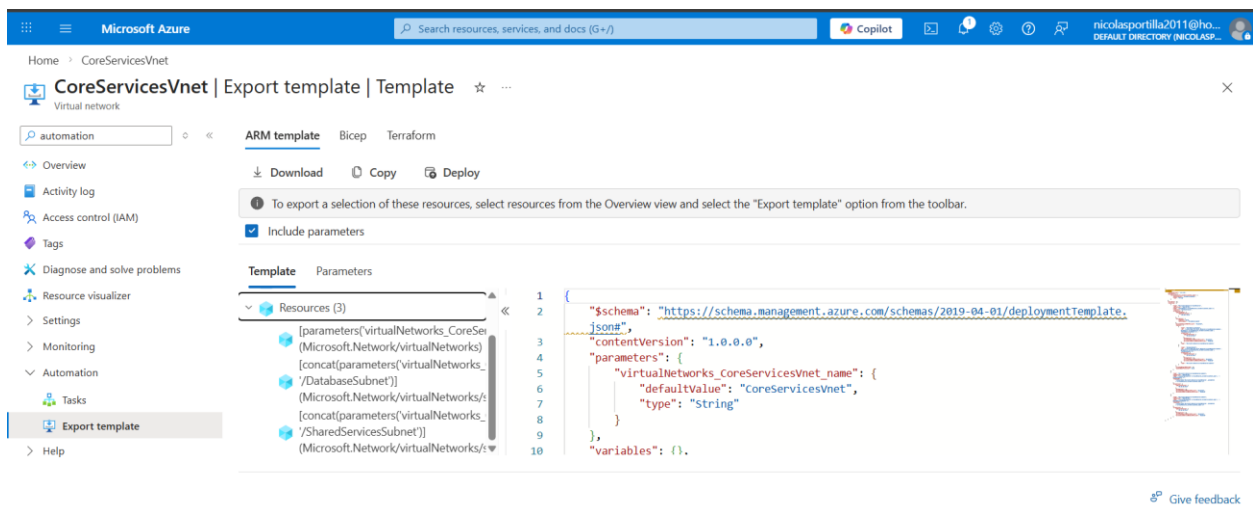 Microsoft Azure
Search resources, services, and docs (G+/)
Copilot
1
nicolasportilla2011@ho...
DEFAULT DIRECTORY (NICOLASP...
Home > CoreServicesVnet
CoreServicesVnet | Export template | Template
Virtual network
automation
Overview
Activity log
Access control (IAM)
Tags
Diagnose and solve problems
Resource visualizer
Settings
Monitoring
Automation
Tasks
Export template
Help
ARM template Bicep Terraform
Download Copy Deploy
To export a selection of these resources, select resources from the Overview view and select the "Export template" option from the toolbar.
Include parameters
Template Parameters
Resources (3)
[parameters('virtualNetworks_CoreSer
(Microsoft.Network/virtualNetworks)
[concat(parameters('virtualNetworks_
'/DatabaseSubnet')]
(Microsoft.Network/virtualNetworks/s
[concat(parameters('virtualNetworks_
'/SharedServicesSubnet')]
(Microsoft.Network/virtualNetworks/s
1 {
2 "$schema": "https://schema.management.azure.com/schemas/2019-04-01/deploymentTemplate.
json#",
3 "contentVersion": "1.0.0.0",
4 "parameters": {
5 "virtualNetworks_CoreServicesVnet_name": {
6 "defaultValue": "CoreServicesVnet",
7 "type": "String"
8 }
9 },
10 "variables": {},
Give feedback